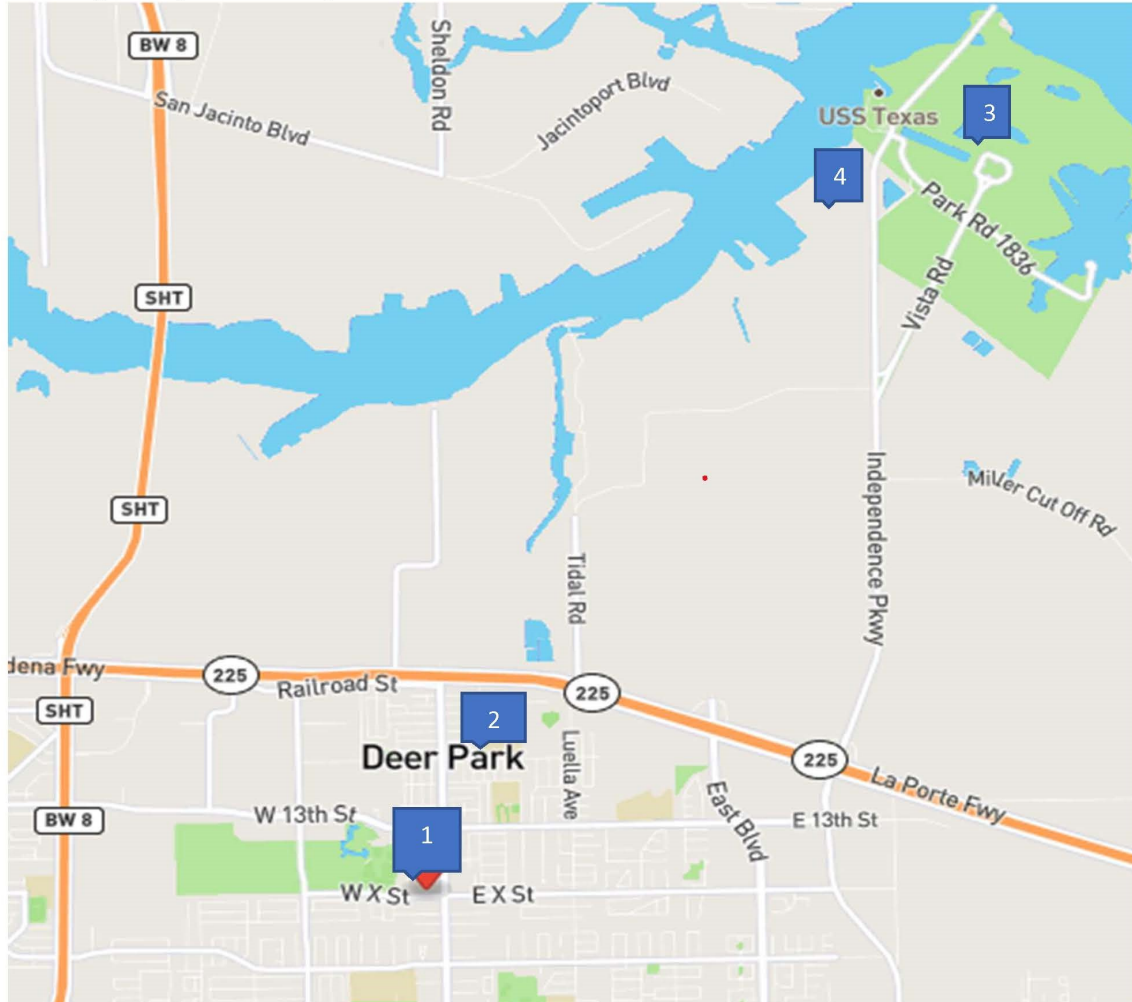 BW 8
Sheldon Rd
San Jacinto Blvd
Jacintoport Blvd
USS Texas
3
4
Park Rd 1836
Vista Rd
SHT
SHT
Independence Pkwy
Miller Cut Off Rd
Tidal Rd
dena Fwy
225
Railroad St
225
SHT
2
Deer Park
Luella Ave
225
La Porte Fwy
East Blvd
BW 8
W 13th St
E 13th St
1
W X St
E X St